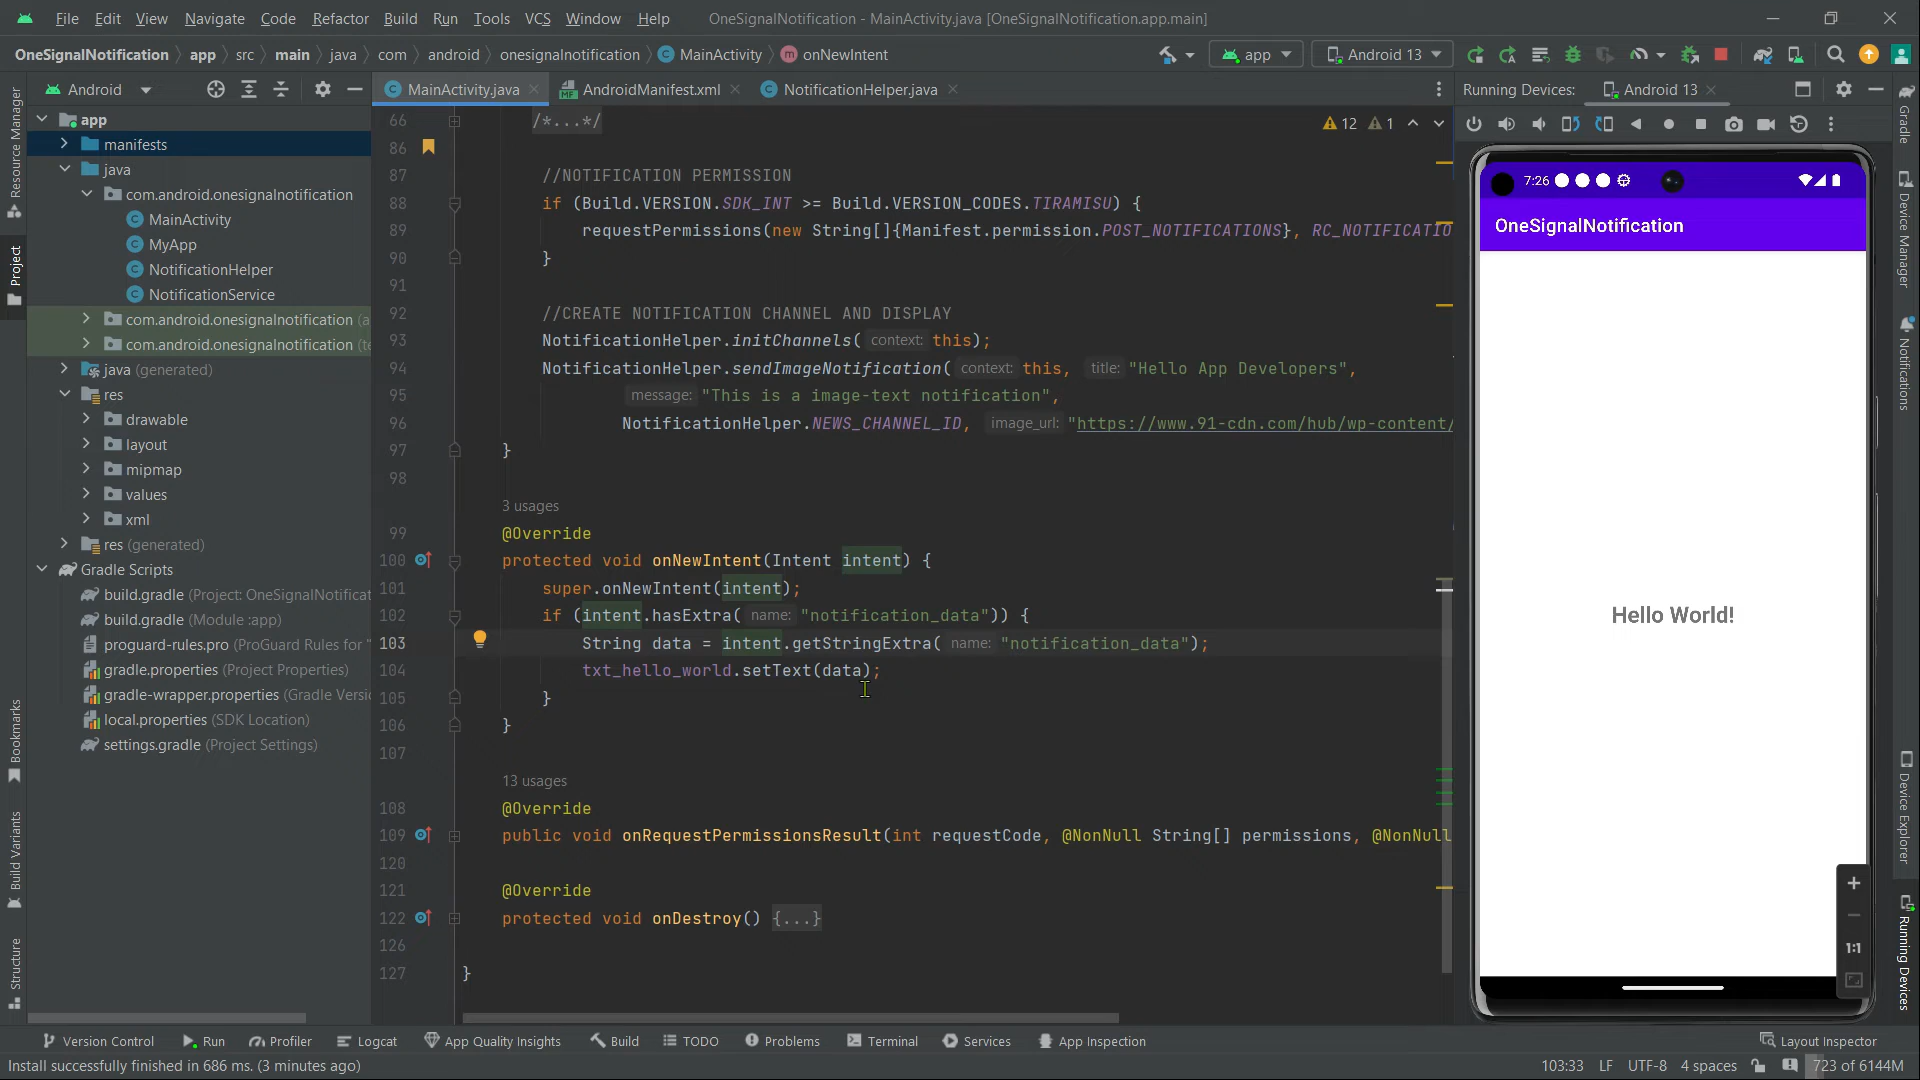 File Edit View Navigate Code Refactor Build Run Tools VCS Window Help OneSignalNotification - MainActivity.java [OneSignalNotification.app.main]
OneSignalNotification app src main java com android onesignalnotification MainActivity onNewIntent app Android 13
Android MainActivity.java AndroidManifest.xml NotificationHelper.java Running Devices: Android 13
Resource Manager
Project
Bookmarks
Build Variants
Structure
app
manifests
java
com.android.onesignalnotification
MainActivity
MyApp
NotificationHelper
NotificationService
com.android.onesignalnotification (a
com.android.onesignalnotification (te
java (generated)
res
drawable
layout
mipmap
values
xml
res (generated)
Gradle Scripts
build.gradle (Project: OneSignalNotificat
build.gradle (Module :app)
proguard-rules.pro (ProGuard Rules for "
gradle.properties (Project Properties)
gradle-wrapper.properties (Gradle Versio
local.properties (SDK Location)
settings.gradle (Project Settings)
66 /*...*/ 12 1
86
87 //NOTIFICATION PERMISSION
88 if (Build.VERSION.SDK_INT >= Build.VERSION_CODES.TIRAMISU) {
89 requestPermissions(new String[]{Manifest.permission.POST_NOTIFICATIONS}, RC_NOTIFICATIO
90 }
91
92 //CREATE NOTIFICATION CHANNEL AND DISPLAY
93 NotificationHelper.initChannels( context: this);
94 NotificationHelper.sendImageNotification( context: this, title: "Hello App Developers",
95 message: "This is a image-text notification",
96 NotificationHelper.NEWS_CHANNEL_ID, image_url: "https://www.91-cdn.com/hub/wp-content/
97 }
98
3 usages
99 @Override
100 protected void onNewIntent(Intent intent) {
101 super.onNewIntent(intent);
102 if (intent.hasExtra( name: "notification_data")) {
103 String data = intent.getStringExtra( name: "notification_data");
104 txt_hello_world.setText(data);
105 }
106 }
107
13 usages
108 @Override
109 public void onRequestPermissionsResult(int requestCode, @NonNull String[] permissions, @NonNull
120
121 @Override
122 protected void onDestroy() {...}
126
127 }
7:26
OneSignalNotification
Hello World!
1:1
Gradle
Device Manager
Notifications
Device Explorer
Running Devices
Version Control Run Profiler Logcat App Quality Insights Build TODO Problems Terminal Services App Inspection Layout Inspector
Install successfully finished in 686 ms. (3 minutes ago) 103:33 LF UTF-8 4 spaces 723 of 6144M